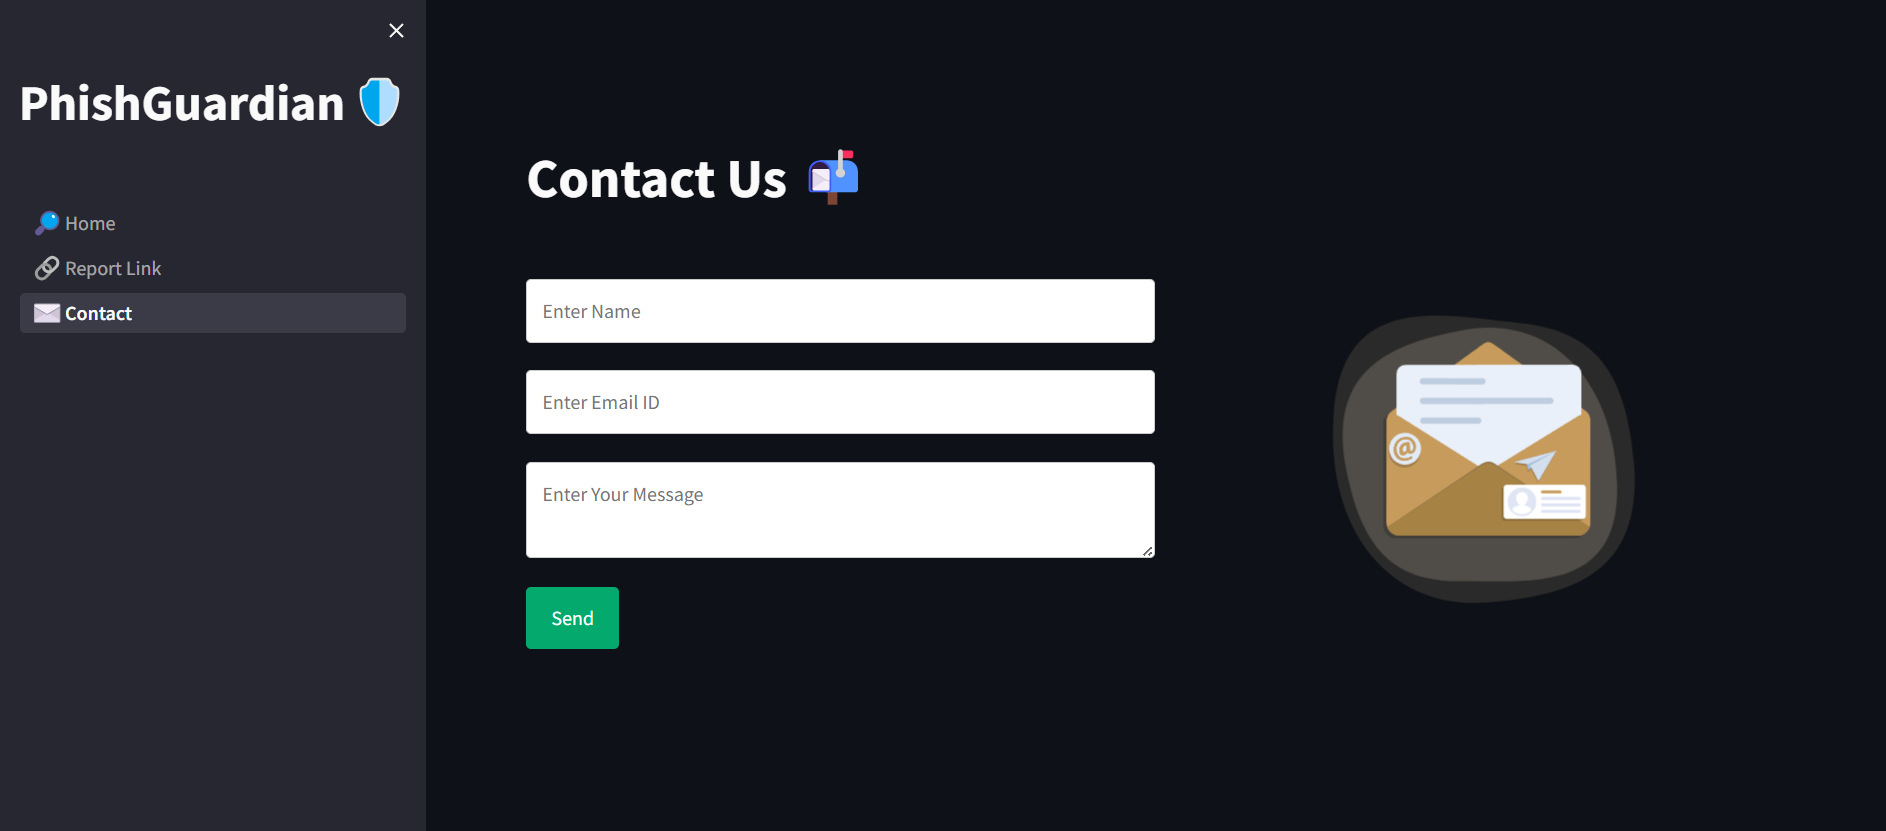 PhishGuardian
Home
Report Link
Contact
Contact Us
Enter Name
Enter Email ID
Enter Your Message
Send
@